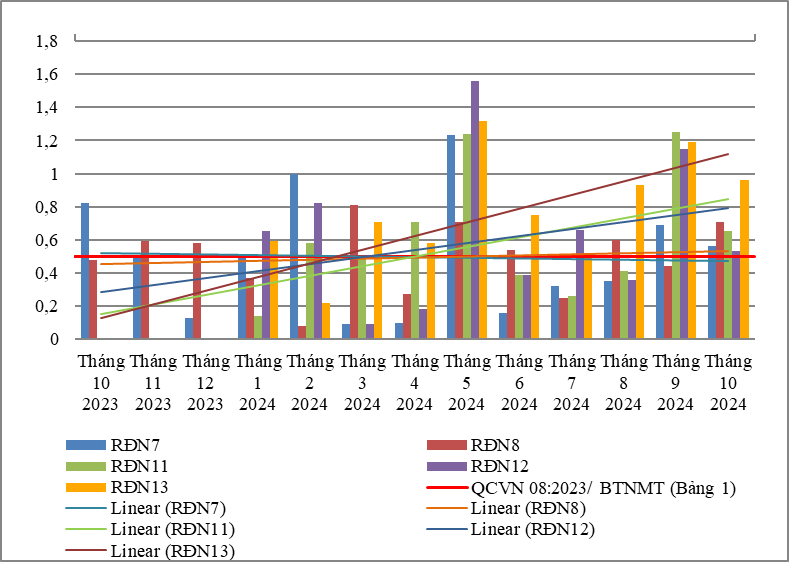 1,8
1,6
1,4
1,2
1
0,8
0,6
0,4
0,2
0
Tháng Tháng Tháng Tháng Tháng Tháng Tháng Tháng Tháng Tháng Tháng Tháng Tháng
10 11 12 1 2 3 4 5 6 7 8 9 10
2023 2023 2023 2024 2024 2024 2024 2024 2024 2024 2024 2024 2024
RĐN7 RĐN8
RĐN11 RĐN12
RĐN13 QCVN 08:2023/ BTNMT (Bảng 1)
Linear (RĐN7) Linear (RĐN8)
Linear (RĐN11) Linear (RĐN12)
Linear (RĐN13)